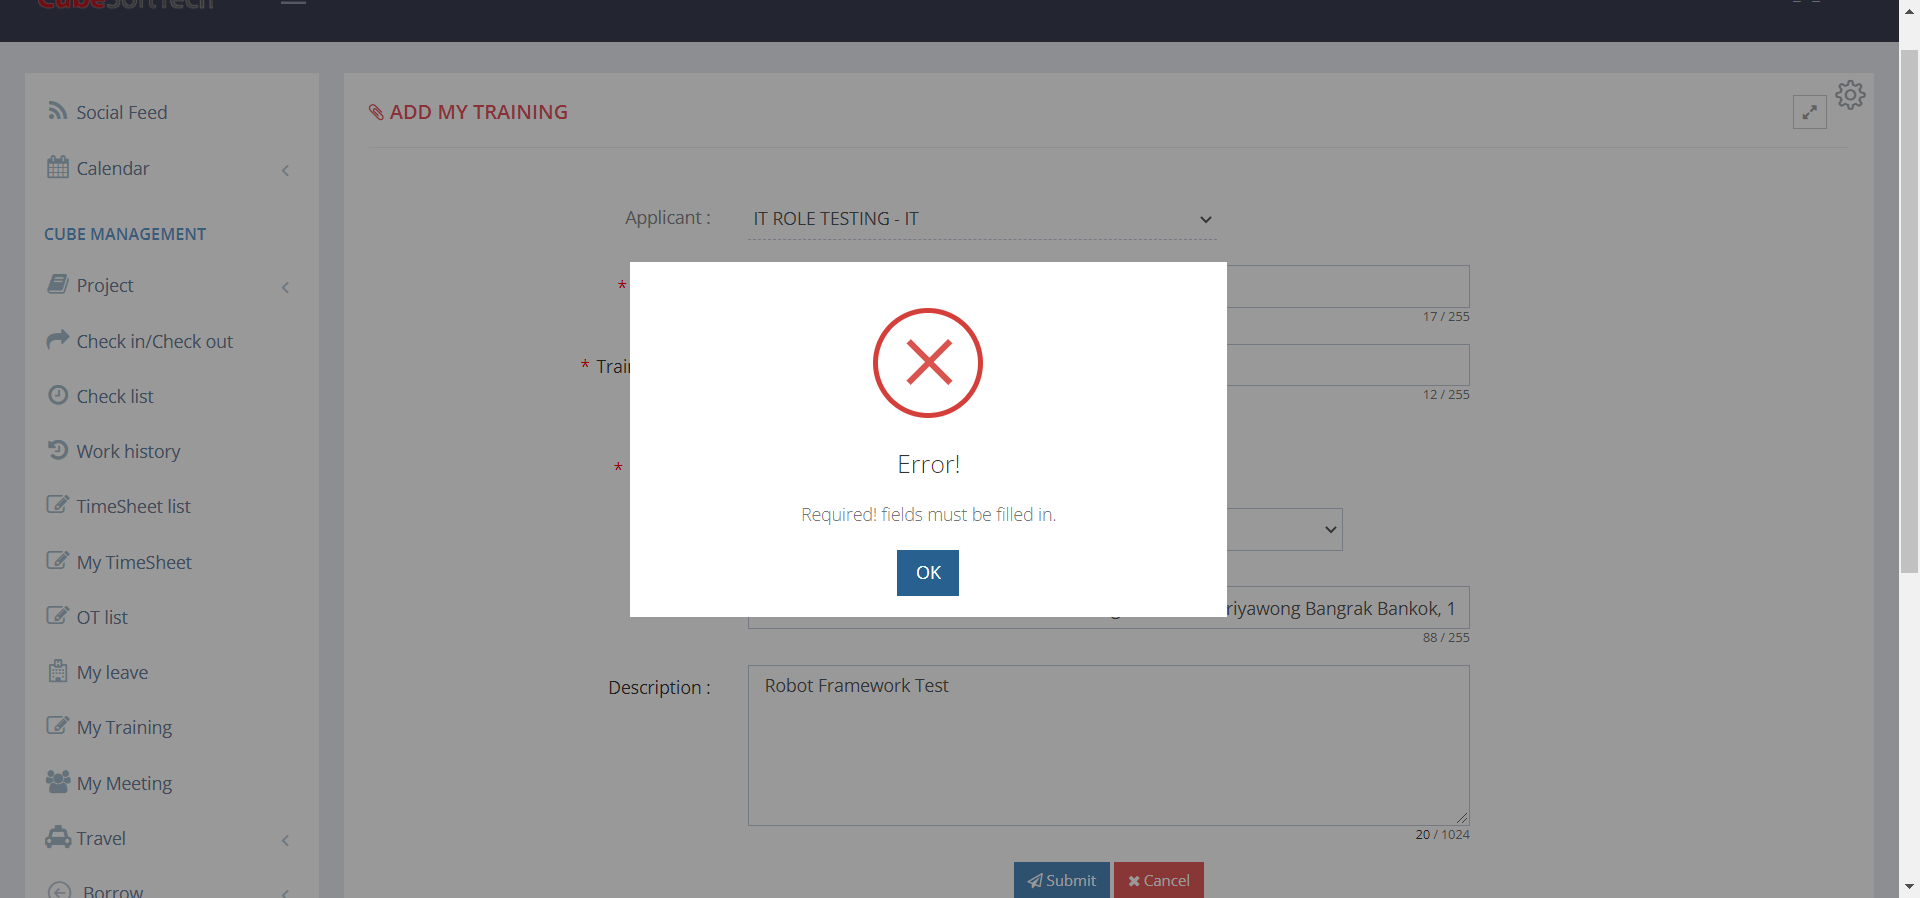 CubeSoftTech
Social Feed
Calendar
CUBE MANAGEMENT
Project
Check in/Check out
Check list
Work history
TimeSheet list
My TimeSheet
OT list
My leave
My Training
My Meeting
Travel
Borrow
ADD MY TRAINING
Applicant :
IT ROLE TESTING - IT
*
17 / 255
* Trai
12 / 255
*
Error!
Required! fields must be filled in.
OK
riyawong Bangrak Bankok, 1
88 / 255
Description :
Robot Framework Test
20 / 1024
Submit
Cancel